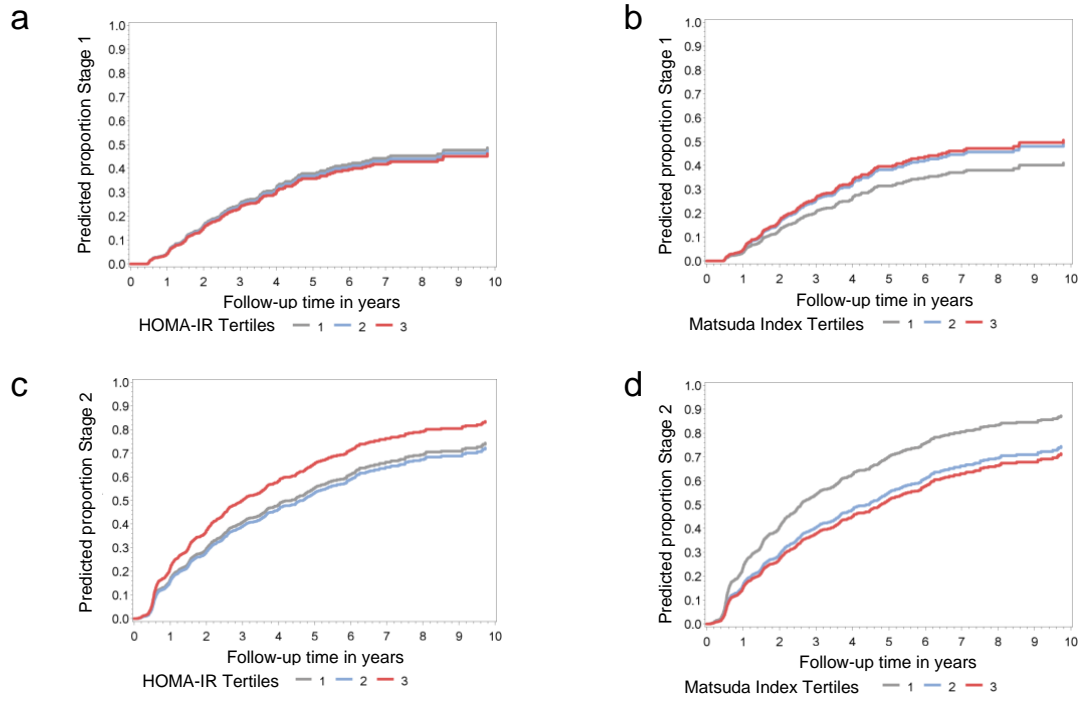 a
Predicted proportion Stage 1
1.0
0.9
0.8
0.7
0.6
0.5
0.4
0.3
0.2
0.1
0.0
0 1 2 3 4 5 6 7 8 9 10
Follow-up time in years
HOMA-IR Tertiles 1 2 3
b
Predicted proportion Stage 1
1.0
0.9
0.8
0.7
0.6
0.5
0.4
0.3
0.2
0.1
0.0
0 1 2 3 4 5 6 7 8 9 10
Follow-up time in years
Matsuda Index Tertiles 1 2 3
c
Predicted proportion Stage 2
1.0
0.9
0.8
0.7
0.6
0.5
0.4
0.3
0.2
0.1
0.0
0 1 2 3 4 5 6 7 8 9 10
Follow-up time in years
HOMA-IR Tertiles 1 2 3
d
Predicted proportion Stage 2
1.0
0.9
0.8
0.7
0.6
0.5
0.4
0.3
0.2
0.1
0.0
0 1 2 3 4 5 6 7 8 9 10
Follow-up time in years
Matsuda Index Tertiles 1 2 3